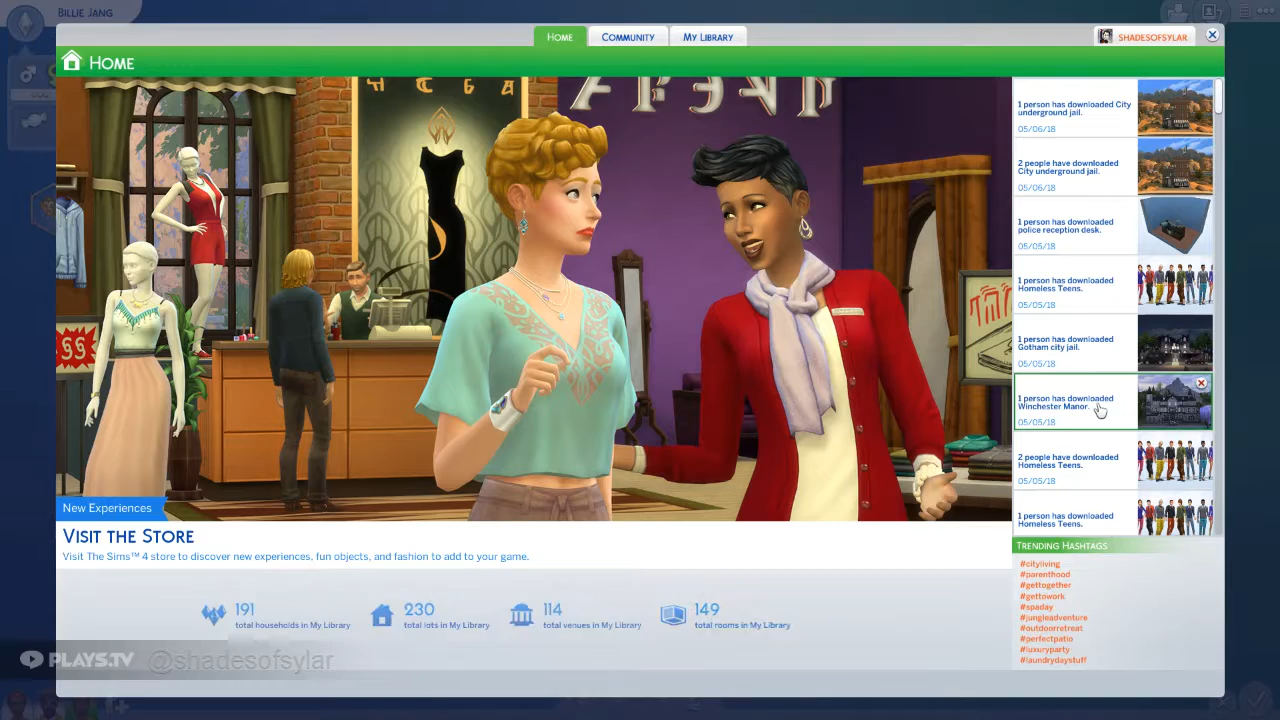 BILLIE JANG
HOME
COMMUNITY
MY LIBRARY
SHADESOFSYLAR
HOME
$$
New Experiences
VISIT THE STORE
Visit The Sims™ 4 store to discover new experiences, fun objects, and fashion to add to your game.
191
total households in My Library
230
total lots in My Library
114
total venues in My Library
149
total rooms in My Library
PLAYS.TV @shadesofsylar
1 person has downloaded City
underground jail.
05/06/18
2 people have downloaded
City underground jail.
05/06/18
1 person has downloaded
police reception desk.
05/05/18
1 person has downloaded
Homeless Teens.
05/05/18
1 person has downloaded
Gotham city jail.
05/05/18
1 person has downloaded
Winchester Manor.
05/05/18
2 people have downloaded
Homeless Teens.
05/05/18
1 person has downloaded
Homeless Teens.
TRENDING HASHTAGS
#cityliving
#parenthood
#gettogether
#gettowork
#spaday
#jungleadventure
#outdoorretreat
#perfectpatio
#luxuryparty
#laundrydaystuff